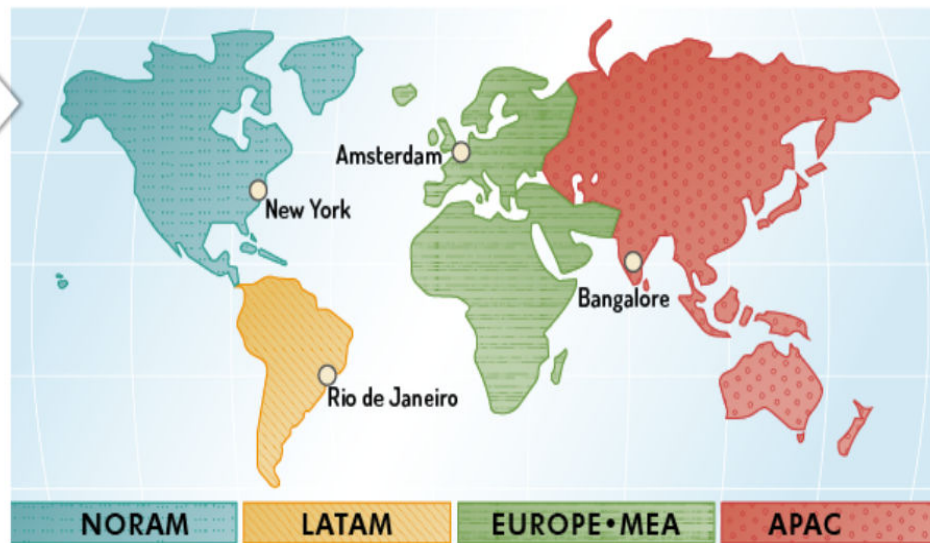 Amsterdam
New York
Bangalore
Rio de Janeiro
NORAM
LATAM
EUROPE•MEA
APAC